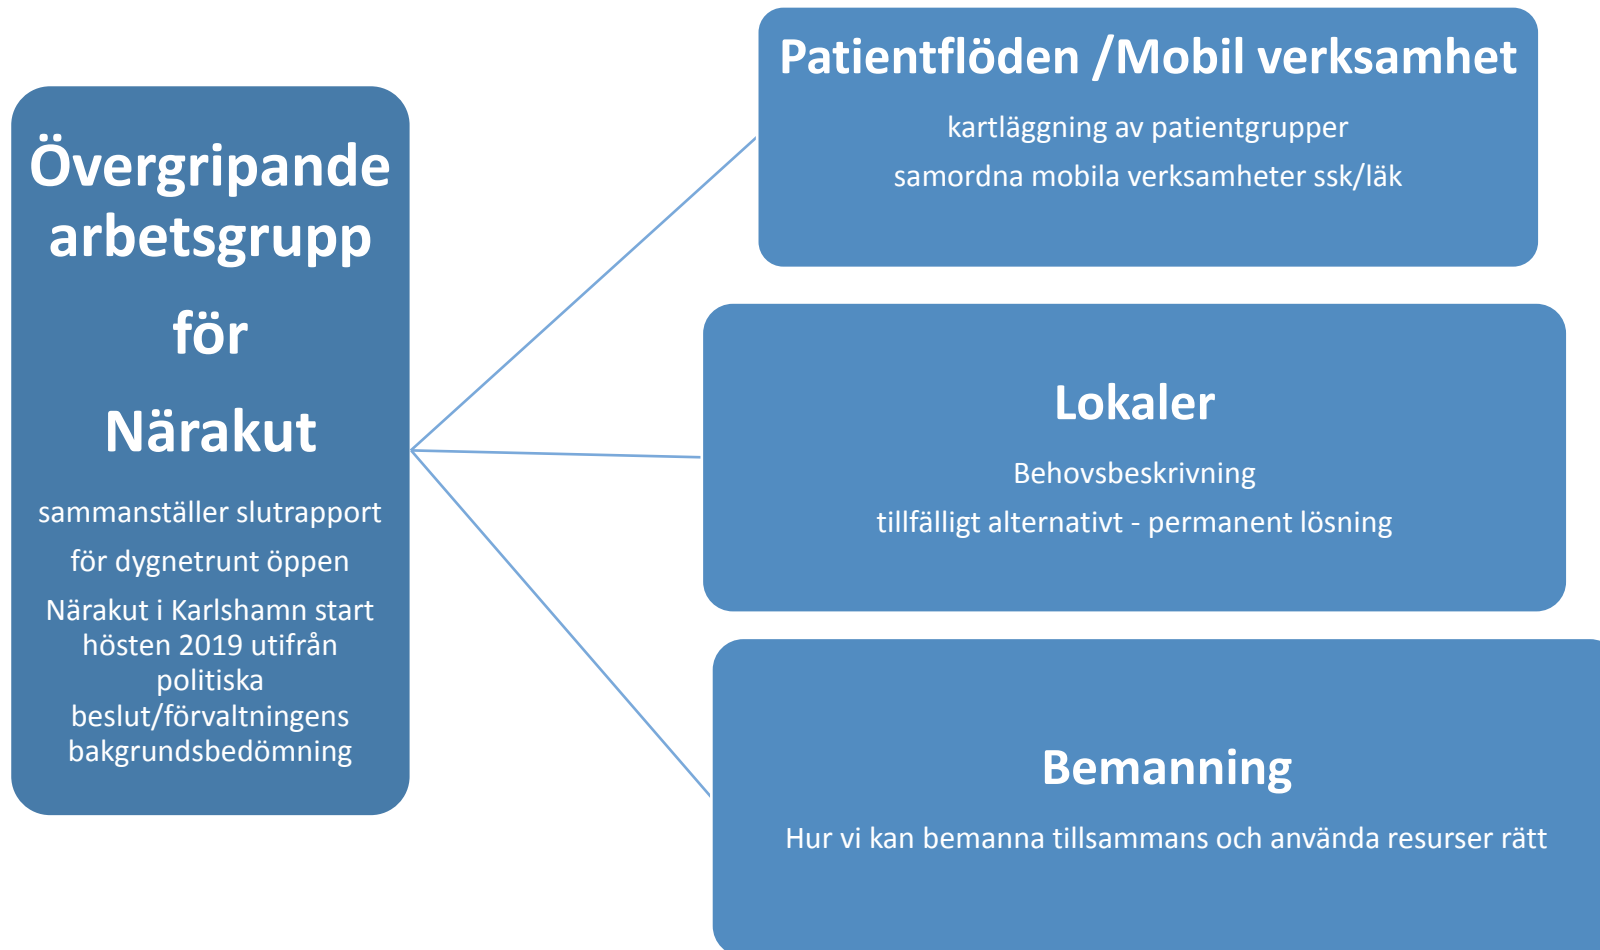 Övergripande
arbetsgrupp
för
Närakut
sammanställer slutrapport
för dygnetrunt öppen
Närakut i Karlshamn start
hösten 2019 utifrån
politiska
beslut/förvaltningens
bakgrundsbedömning
Patientflöden /Mobil verksamhet
kartläggning av patientgrupper
samordna mobila verksamheter ssk/läk
Lokaler
Behovsbeskrivning
tillfälligt alternativt - permanent lösning
Bemanning
Hur vi kan bemanna tillsammans och använda resurser rätt